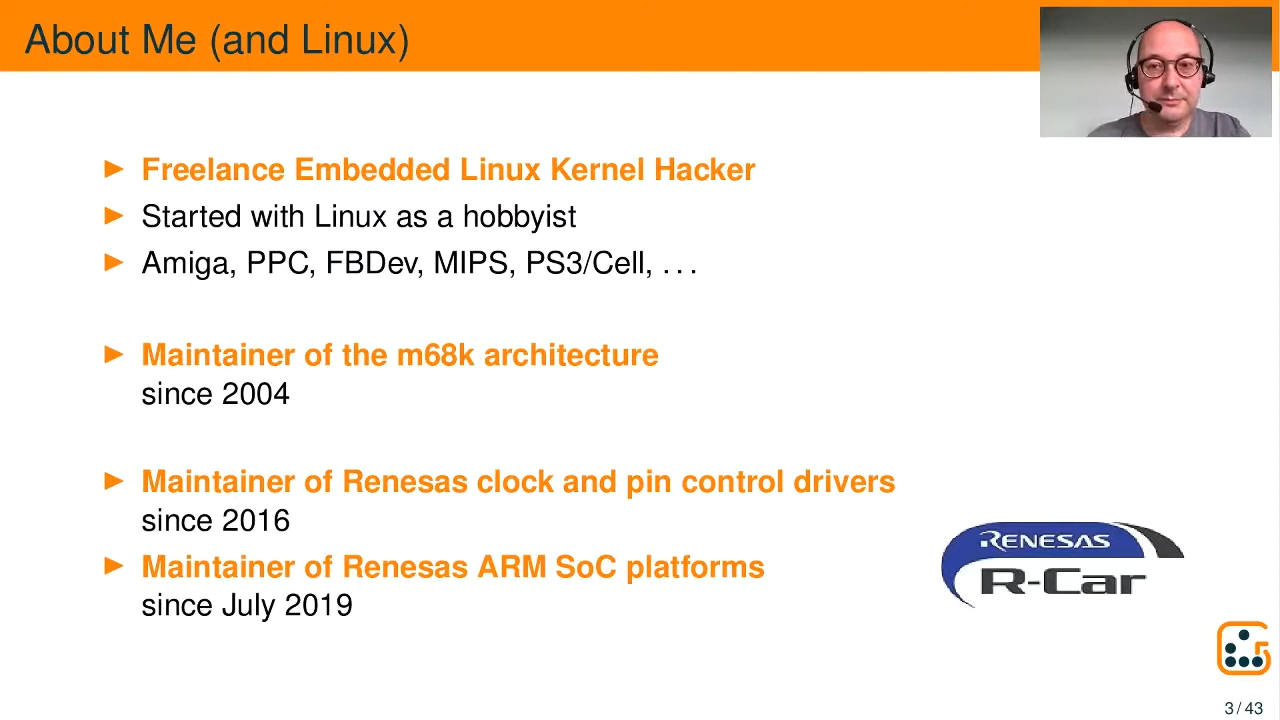 About Me (and Linux)
Freelance Embedded Linux Kernel Hacker
Started with Linux as a hobbyist
Amiga, PPC, FBDev, MIPS, PS3/Cell, . . .
Maintainer of the m68k architecture
since 2004
Maintainer of Renesas clock and pin control drivers
since 2016
Maintainer of Renesas ARM SoC platforms
since July 2019
RENESAS
R-Car
3 / 43